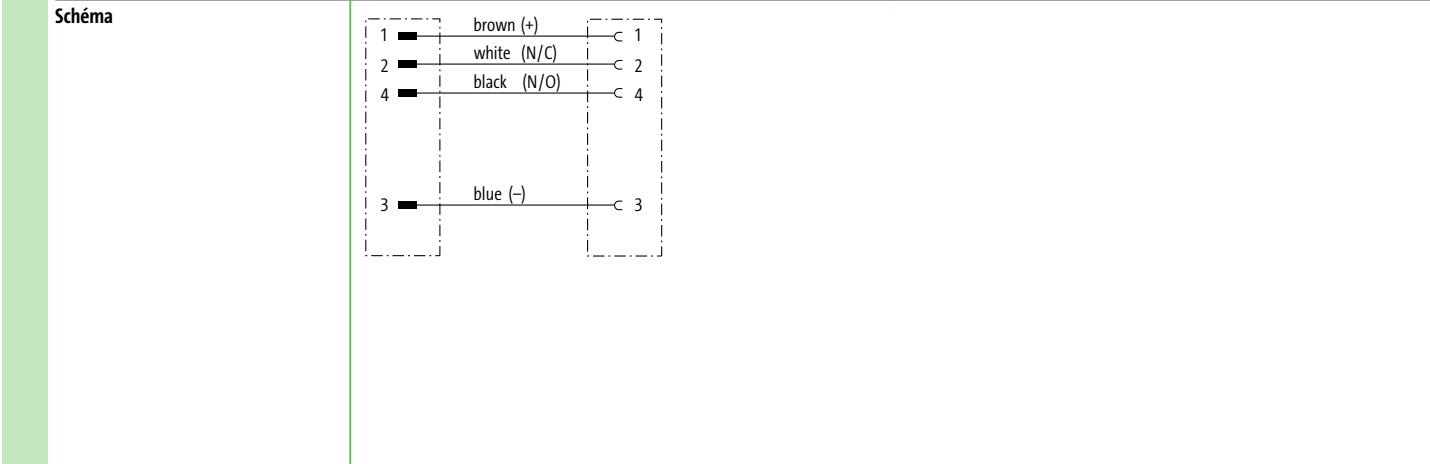 Schéma
1 brown (+) 1
2 white (N/C) 2
4 black (N/O) 4
3 blue (–) 3